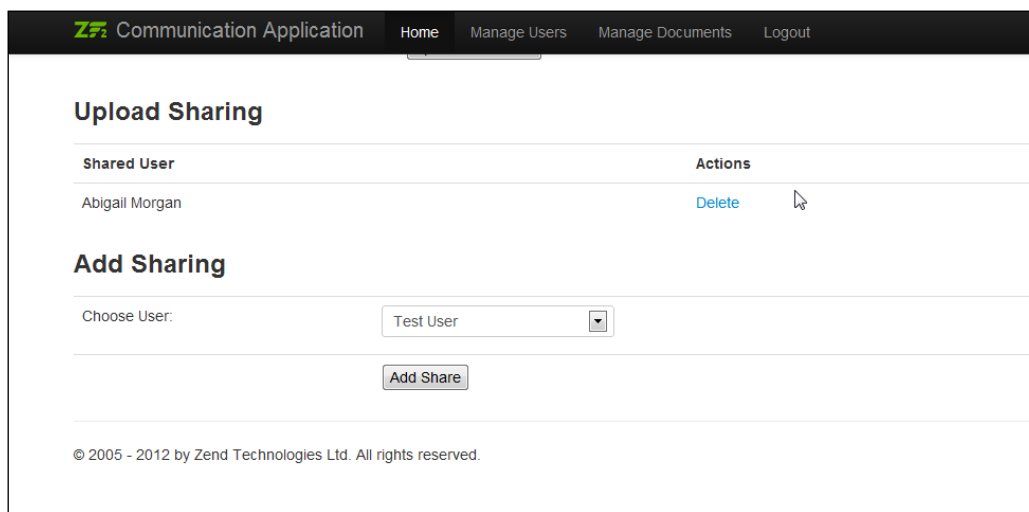 ZF2 Communication Application Home Manage Users Manage Documents Logout
Upload Sharing
Shared User Actions
Abigail Morgan Delete
Add Sharing
Choose User: Test User
Add Share
© 2005 - 2012 by Zend Technologies Ltd. All rights reserved.